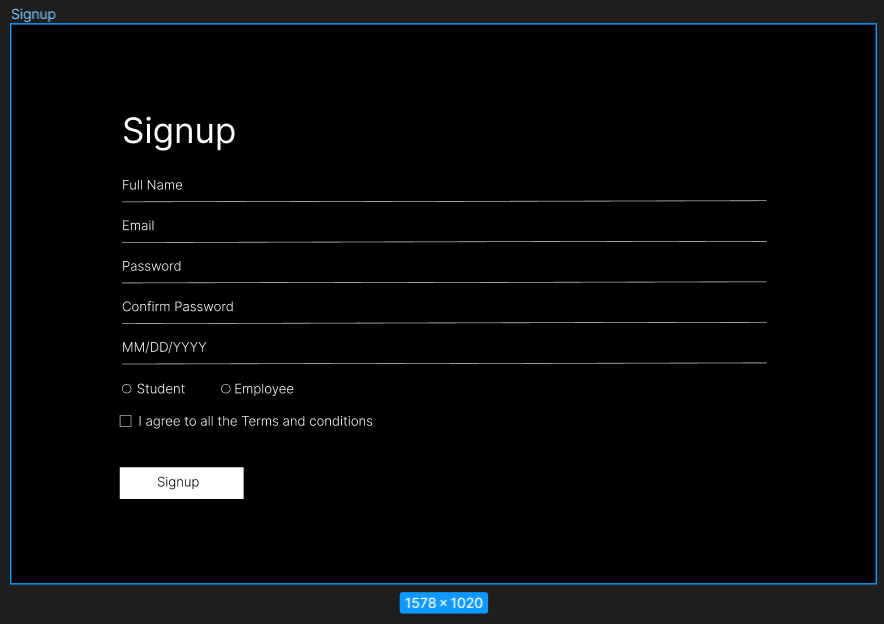 Signup
Signup
Full Name
Email
Password
Confirm Password
MM/DD/YYYY
Student Employee
I agree to all the Terms and conditions
Signup
1578 × 1020